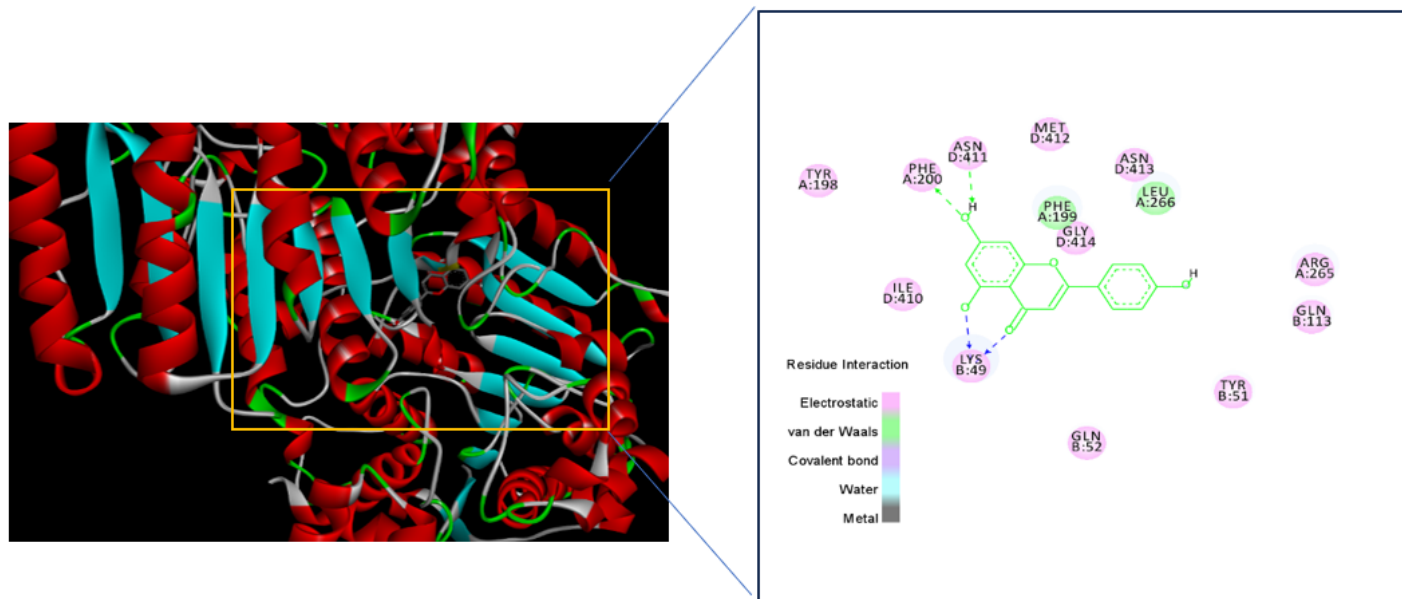 MET
D:412
ASN
D:411
ASN
D:413
PHE
A:200
TYR
A:198
LEU
A:266
PHE
A:199
GLY
D:414
H
O
O
ARG
A:265
H
O
ILE
D:410
GLN
B:113
O
O
LYS
B:49
TYR
B:51
GLN
B:52
Residue Interaction
Electrostatic
van der Waals
Covalent bond
Water
Metal